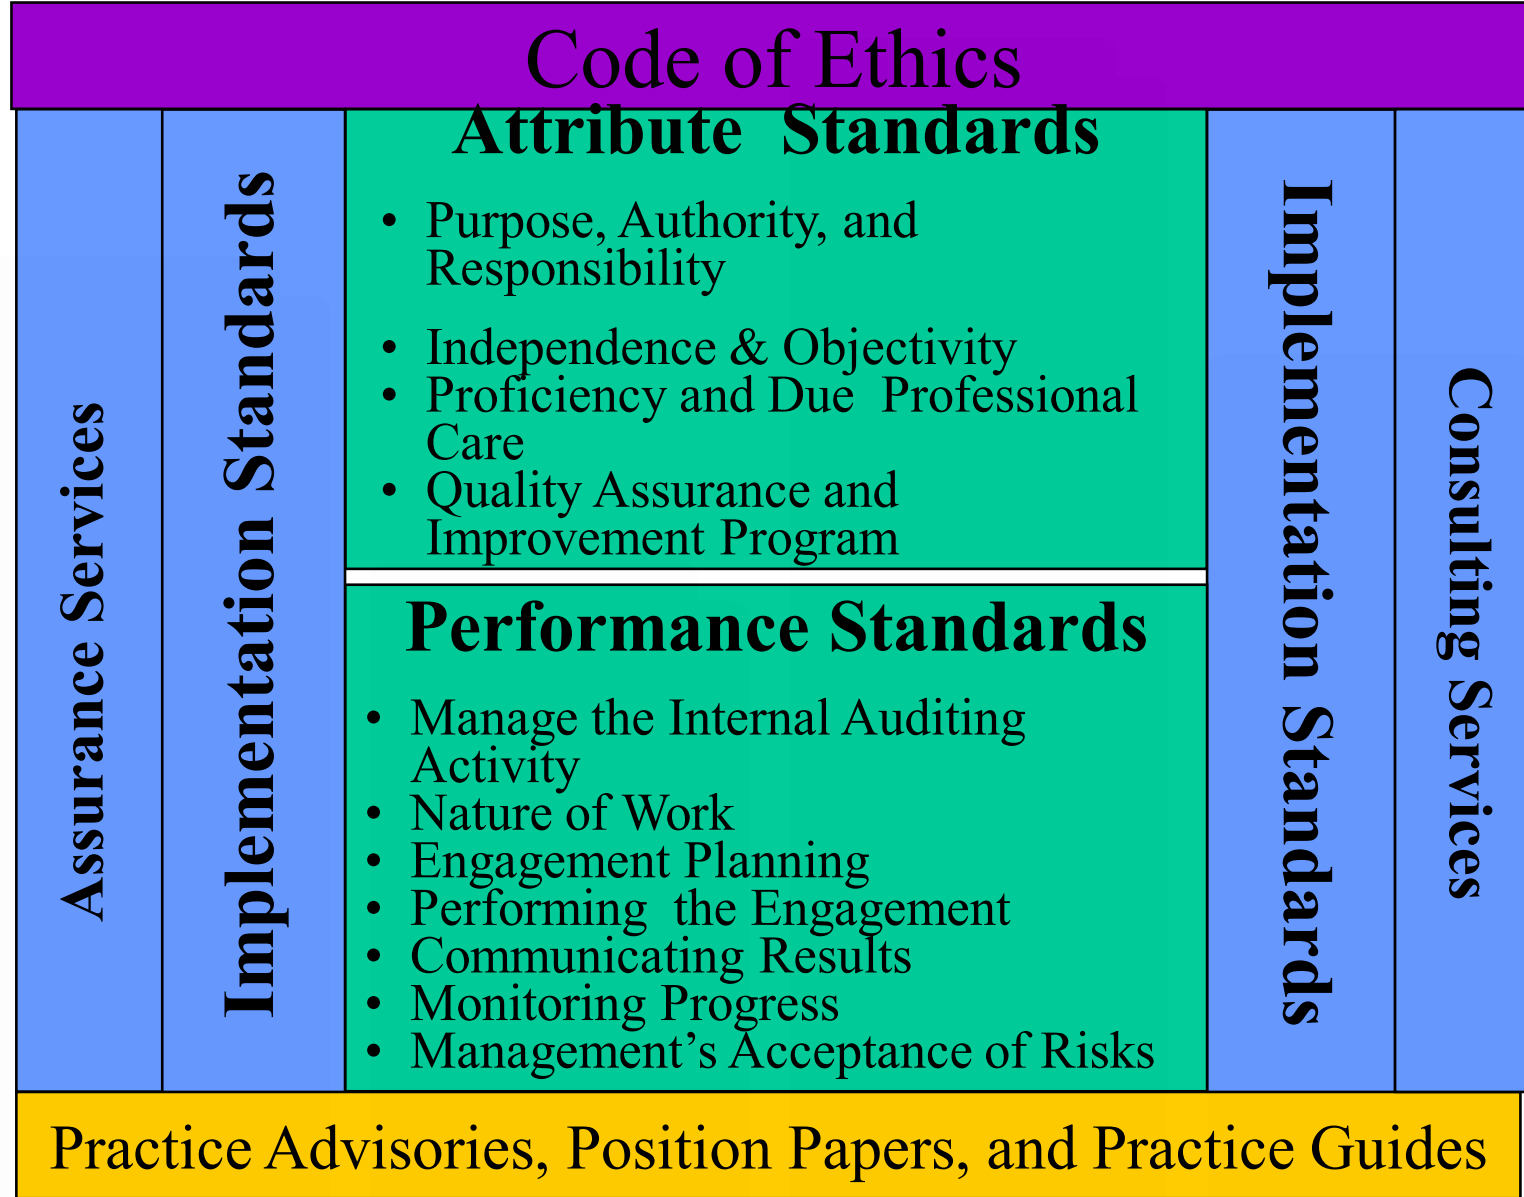 Code of Ethics
Assurance Services
Implementation Standards
Attribute  Standards
• Purpose, Authority, and
Responsibility
• Independence & Objectivity
• Proficiency and Due  Professional
Care
• Quality Assurance and
Improvement Program
Performance Standards
• Manage the Internal Auditing
Activity
• Nature of Work
• Engagement Planning
• Performing  the Engagement
• Communicating Results
• Monitoring Progress
• Management’s Acceptance of Risks
Implementation Standards
Consulting Services
Practice Advisories, Position Papers, and Practice Guides